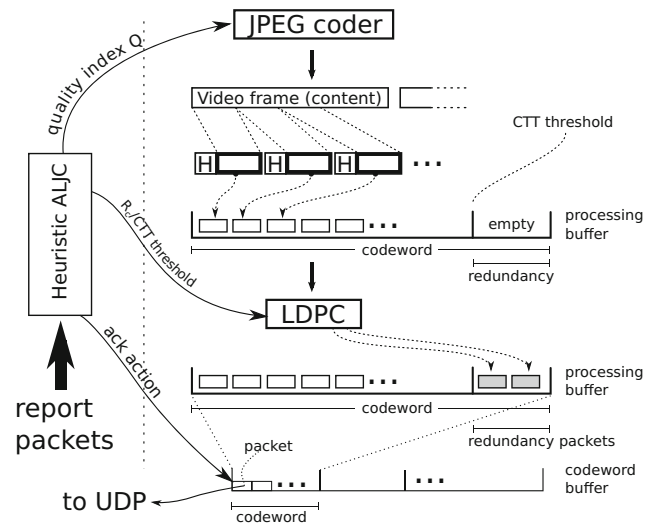 JPEG coder
quality index Q
Video frame (content)
CTT threshold
H
H
H
...
Heuristic ALJC
Rc/CTT threshold
...
empty
processing
buffer
codeword
redundancy
LDPC
ack action
...
processing
buffer
codeword
report
packets
redundancy packets
packet
...
...
codeword
buffer
to UDP
codeword